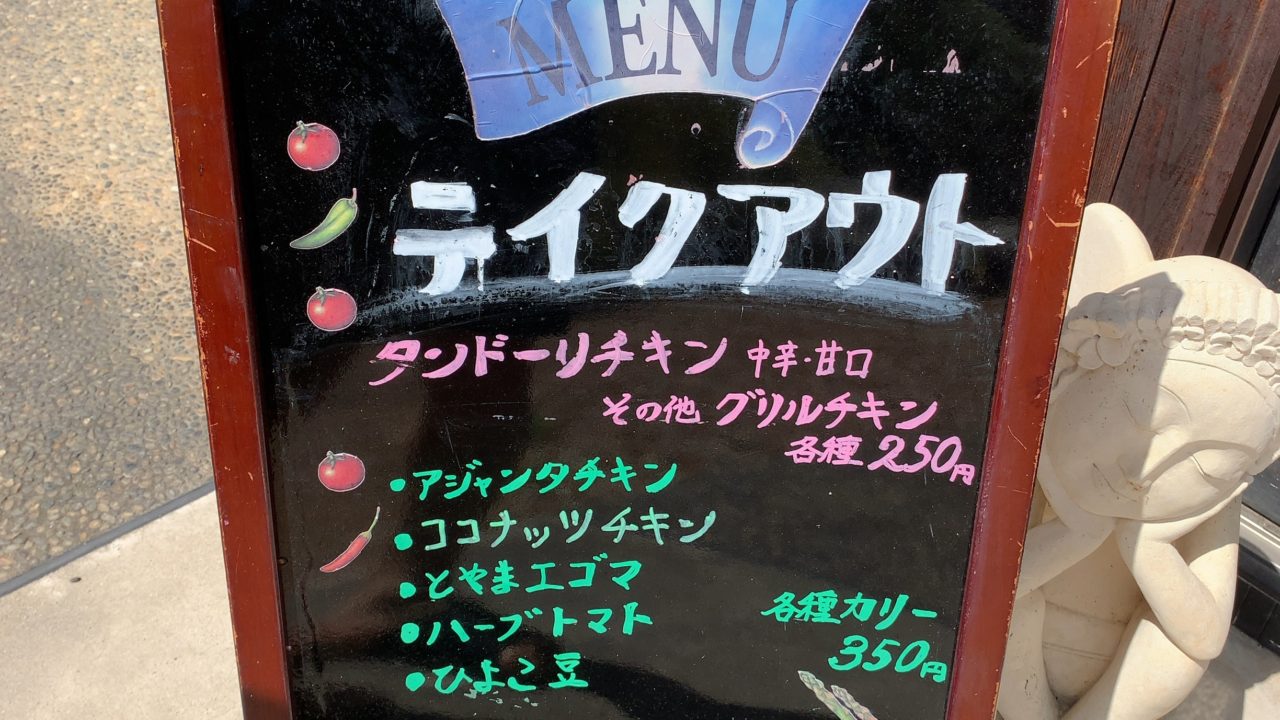 MENU
テイクアウト
タンドーリチキン 中辛・甘口
その他 グリルチキン
各種 250円
・アジャンタチキン
・ココナッツチキン
・とやまエゴマ
・ハーブトマト
・ひよこ豆
各種カリー
350円